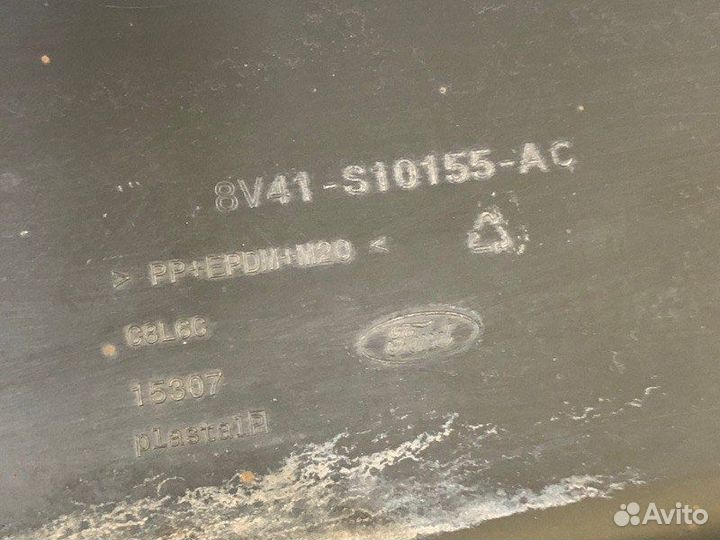 8V41-S10155-AC
> PP+EPDM+M20 <
C8L6C
Ford
15307
plastal
Avito